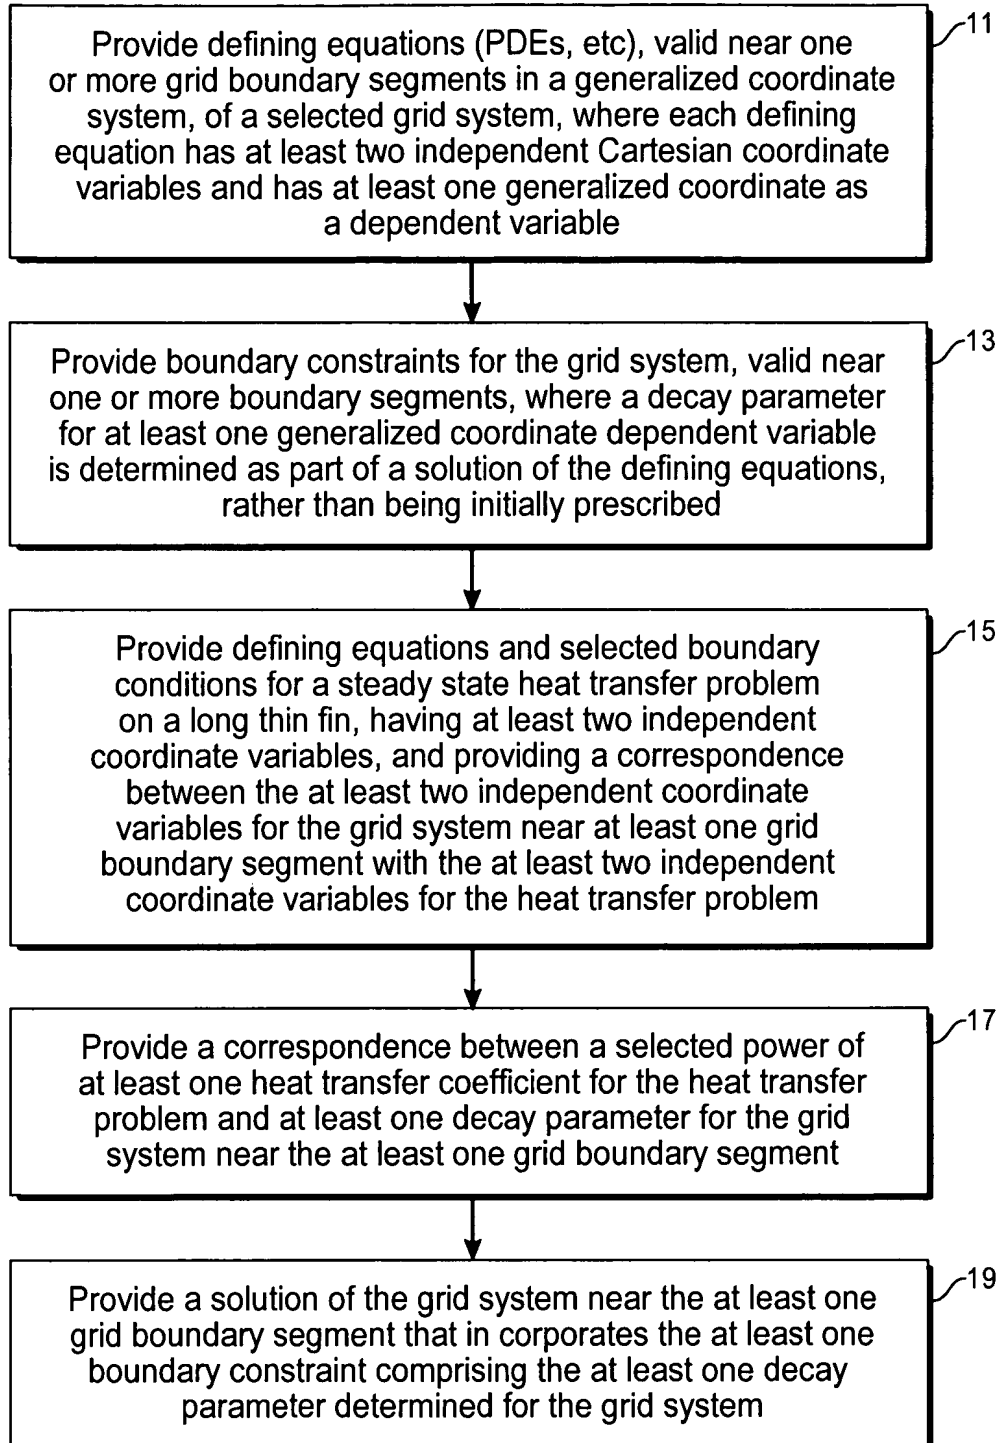 11
Provide defining equations (PDEs, etc), valid near one
or more grid boundary segments in a generalized coordinate
system, of a selected grid system, where each defining
equation has at least two independent Cartesian coordinate
variables and has at least one generalized coordinate as
a dependent variable
13
Provide boundary constraints for the grid system, valid near
one or more boundary segments, where a decay parameter
for at least one generalized coordinate dependent variable
is determined as part of a solution of the defining equations,
rather than being initially prescribed
15
Provide defining equations and selected boundary
conditions for a steady state heat transfer problem
on a long thin fin, having at least two independent
coordinate variables, and providing a correspondence
between the at least two independent coordinate
variables for the grid system near at least one grid
boundary segment with the at least two independent
coordinate variables for the heat transfer problem
17
Provide a correspondence between a selected power of
at least one heat transfer coefficient for the heat transfer
problem and at least one decay parameter for the grid
system near the at least one grid boundary segment
19
Provide a solution of the grid system near the at least one
grid boundary segment that in corporates the at least one
boundary constraint comprising the at least one decay
parameter determined for the grid system